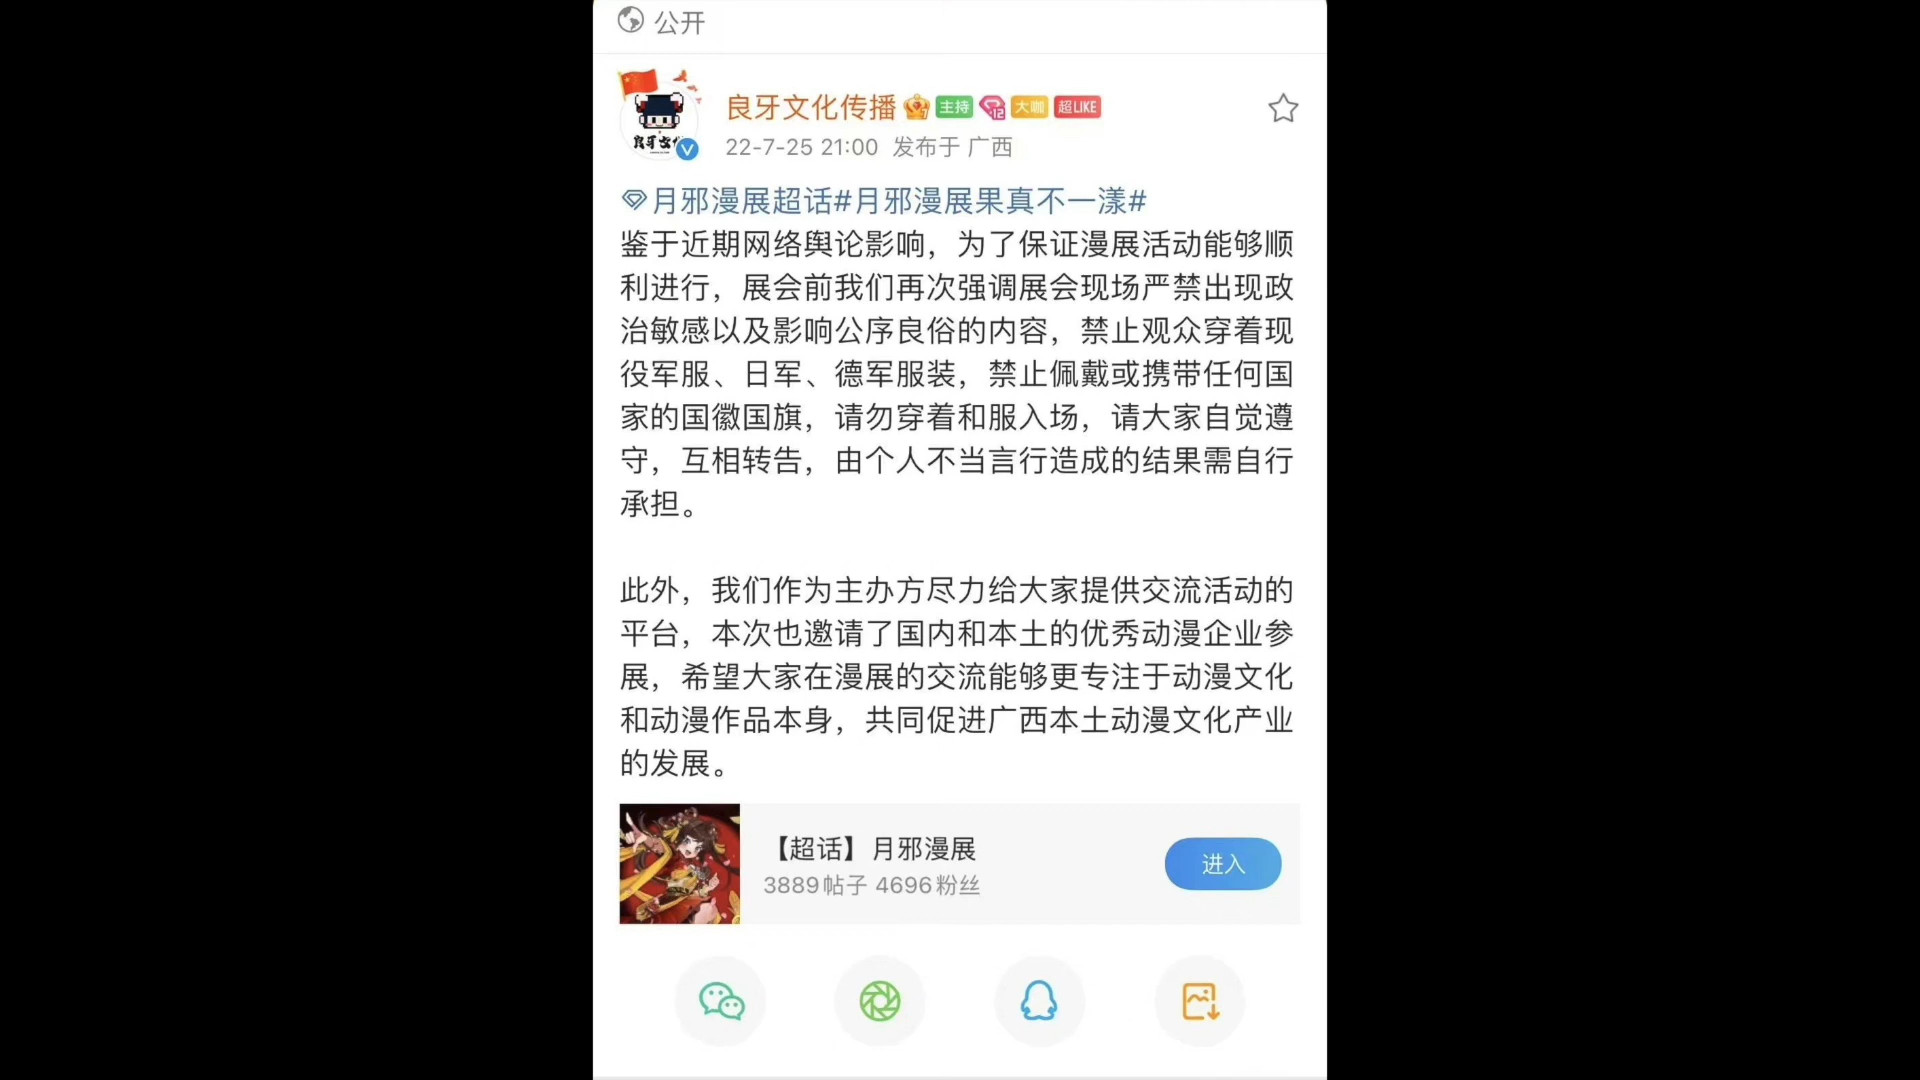 公开
良牙文化传播 主持 12 大咖 超LIKE
良牙文化
22-7-25 21:00 发布于 广西
月邪漫展超话#月邪漫展果真不一漾#
鉴于近期网络舆论影响，为了保证漫展活动能够顺
利进行，展会前我们再次强调展会现场严禁出现政
治敏感以及影响公序良俗的内容，禁止观众穿着现
役军服、日军、德军服装，禁止佩戴或携带任何国
家的国徽国旗，请勿穿着和服入场，请大家自觉遵
守，互相转告，由个人不当言行造成的结果需自行
承担。
此外，我们作为主办方尽力给大家提供交流活动的
平台，本次也邀请了国内和本土的优秀动漫企业参
展，希望大家在漫展的交流能够更专注于动漫文化
和动漫作品本身，共同促进广西本土动漫文化产业
的发展。
【超话】月邪漫展
3889帖子 4696粉丝
进入